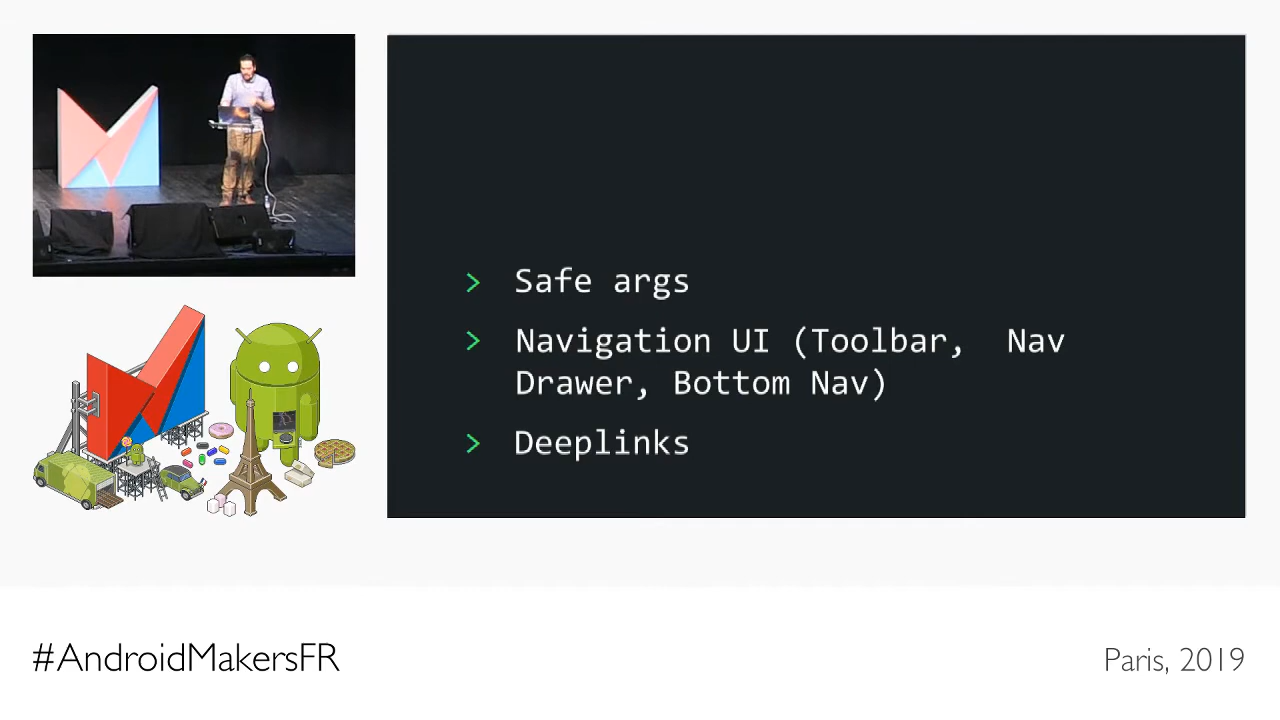 > Safe args
> Navigation UI (Toolbar, Nav
Drawer, Bottom Nav)
> Deeplinks
#AndroidMakersFR
Paris, 2019